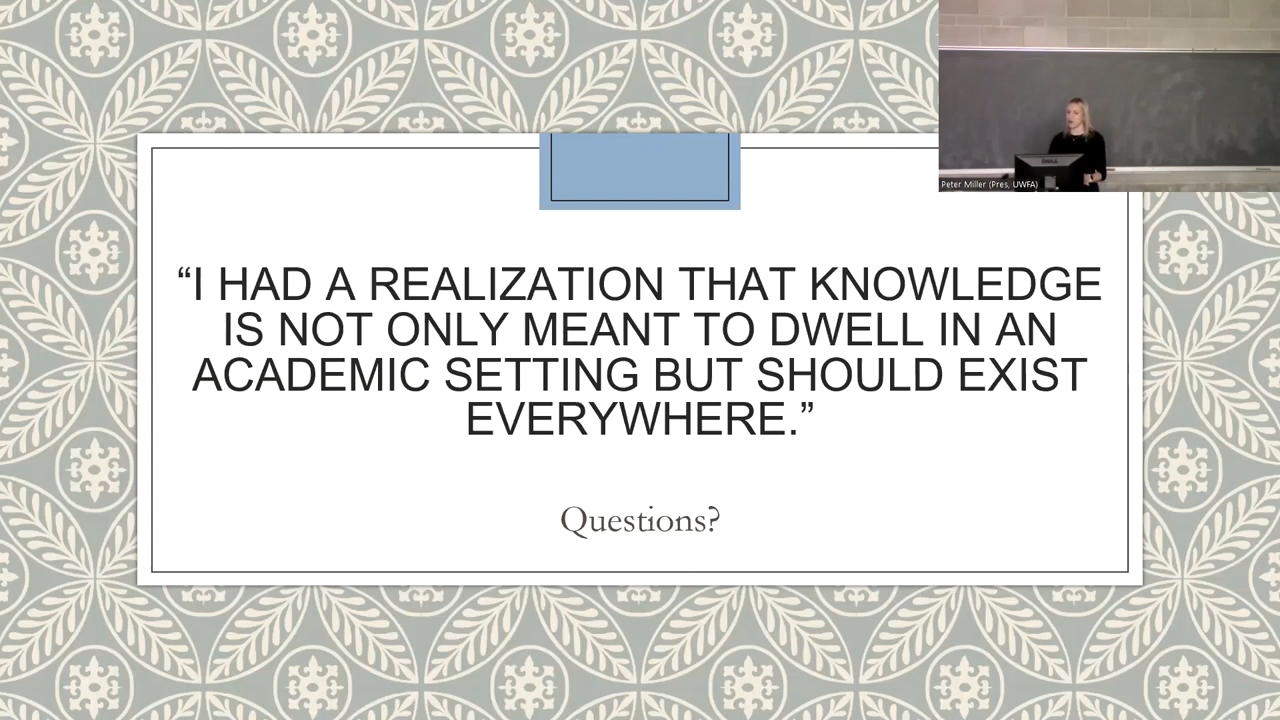 Peter Miller (Pres, UWFA)
DELL
“I HAD A REALIZATION THAT KNOWLEDGE
IS NOT ONLY MEANT TO DWELL IN AN
ACADEMIC SETTING BUT SHOULD EXIST
EVERYWHERE.”
Questions?